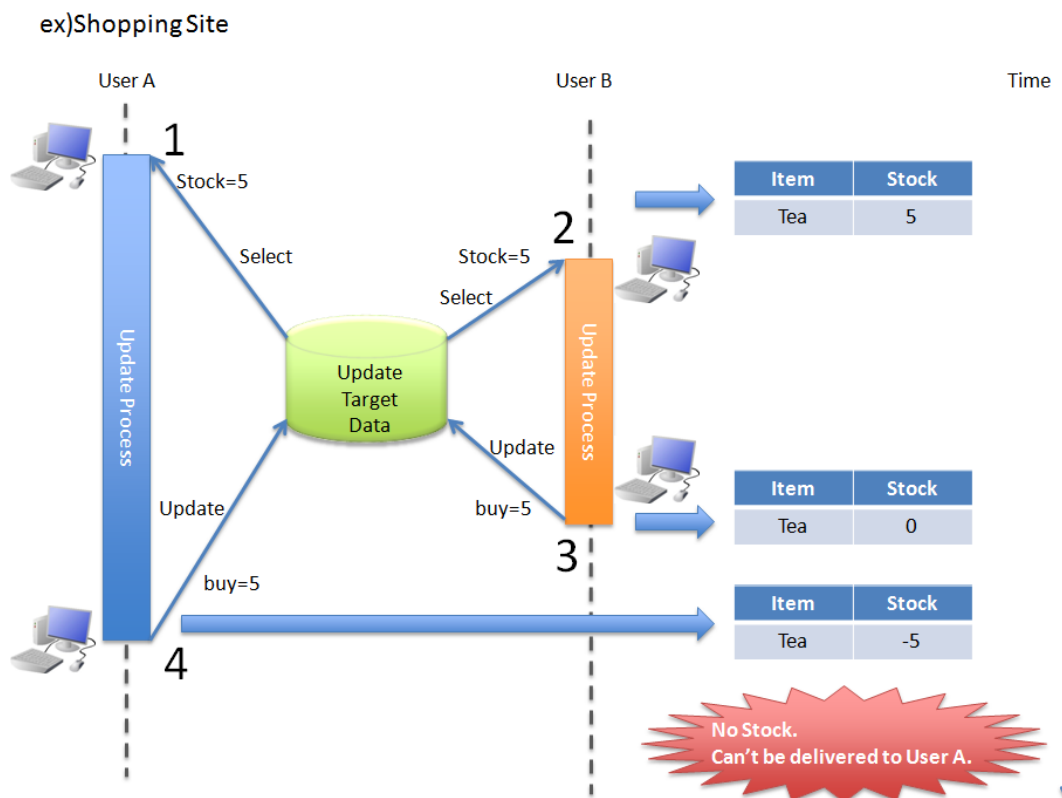 ex)Shopping Site
User A
User B
Time
1
Stock=5
Select
2
Stock=5
Select
Item Stock
Tea 5
Update Process
Update
Target
Data
Update Process
Update
buy=5
3
Item Stock
Tea 0
Update
buy=5
4
Item Stock
Tea -5
No Stock.
Can't be delivered to User A.